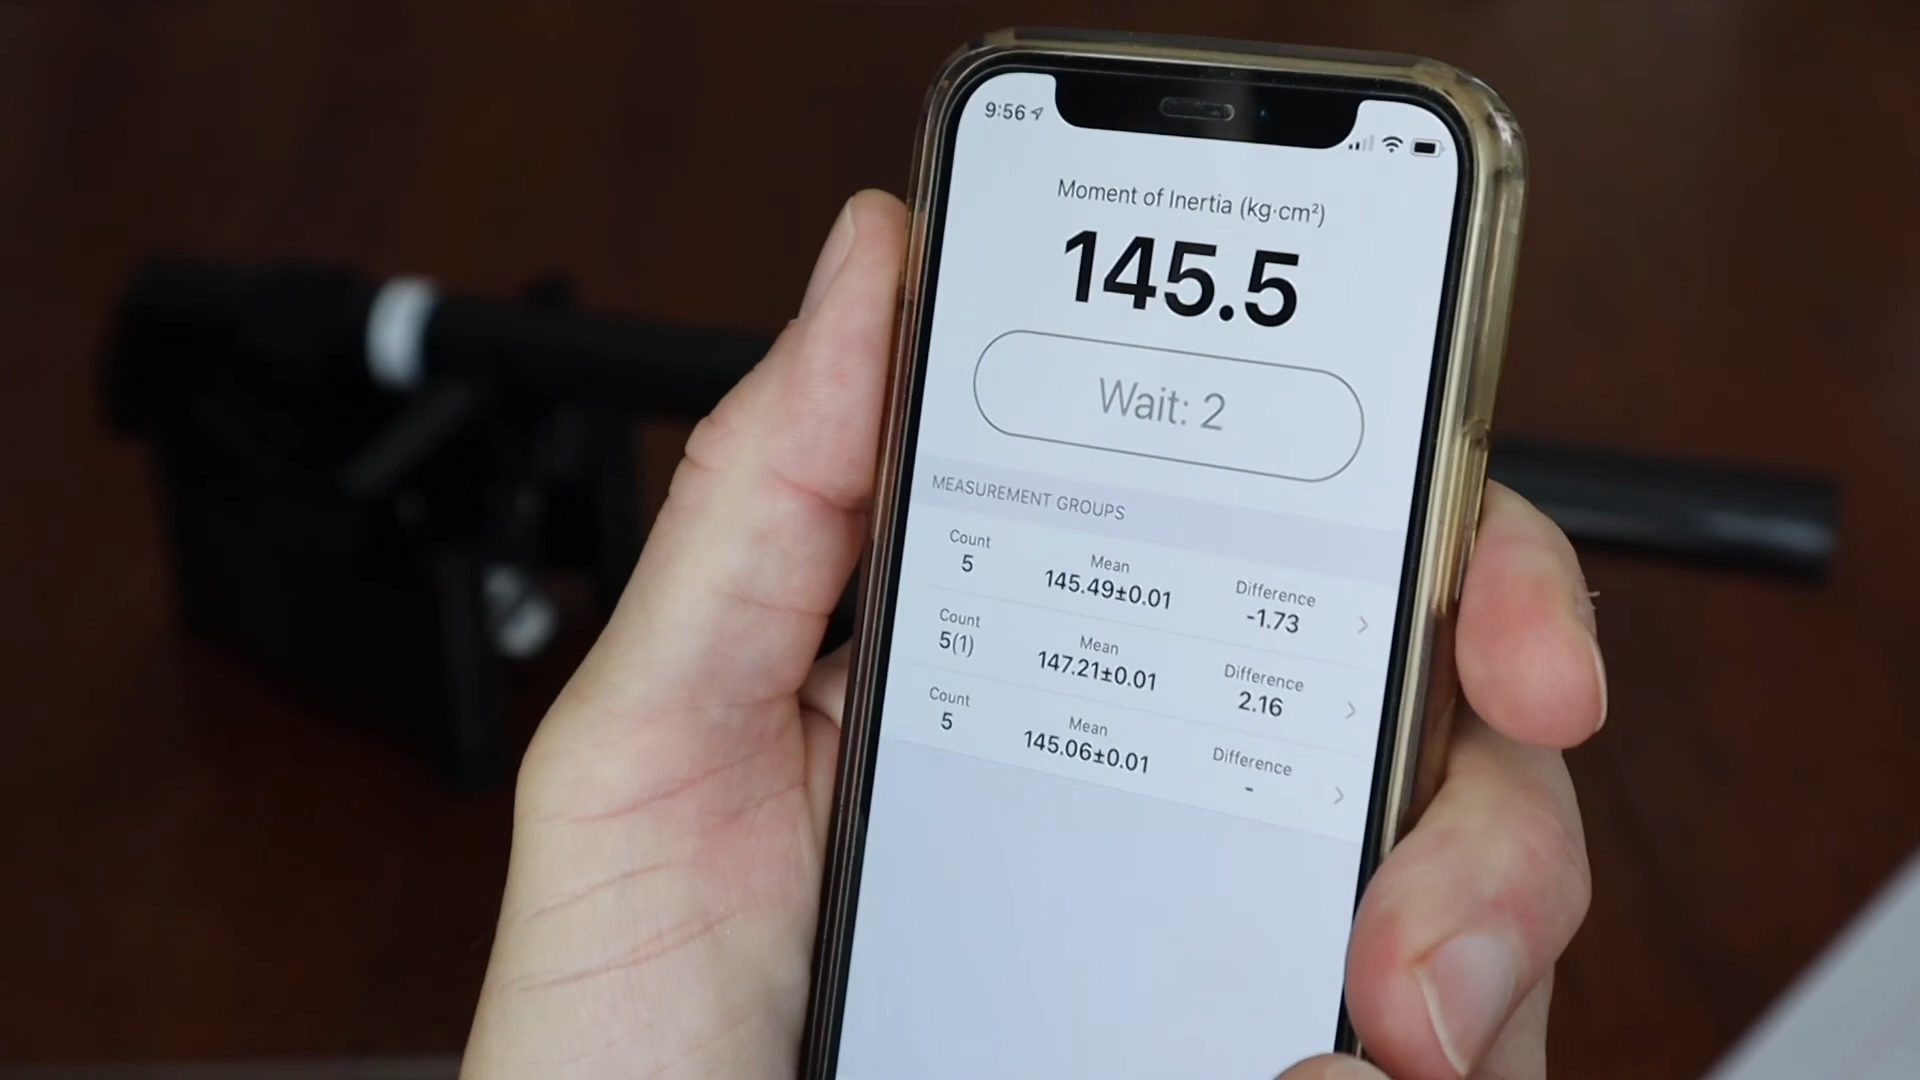 9:56
Moment of Inertia (kg·cm²)
145.5
Wait: 2
MEASUREMENT GROUPS
Count Mean Difference
5 145.49±0.01 -1.73
Count Mean Difference
5(1) 147.21±0.01 2.16
Count Mean Difference
5 145.06±0.01 -